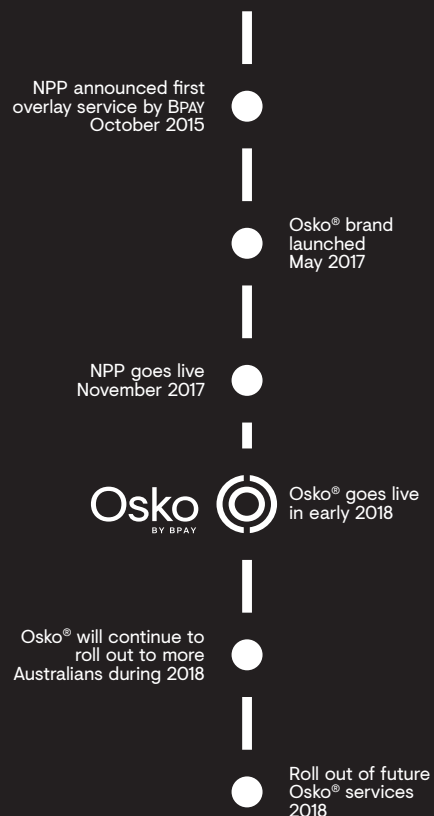 NPP announced first
overlay service by BPAY
October 2015
Osko® brand
launched
May 2017
NPP goes live
November 2017
Osko
BY BPAY
Osko® goes live
in early 2018
Osko® will continue to
roll out to more
Australians during 2018
Roll out of future
Osko® services
2018